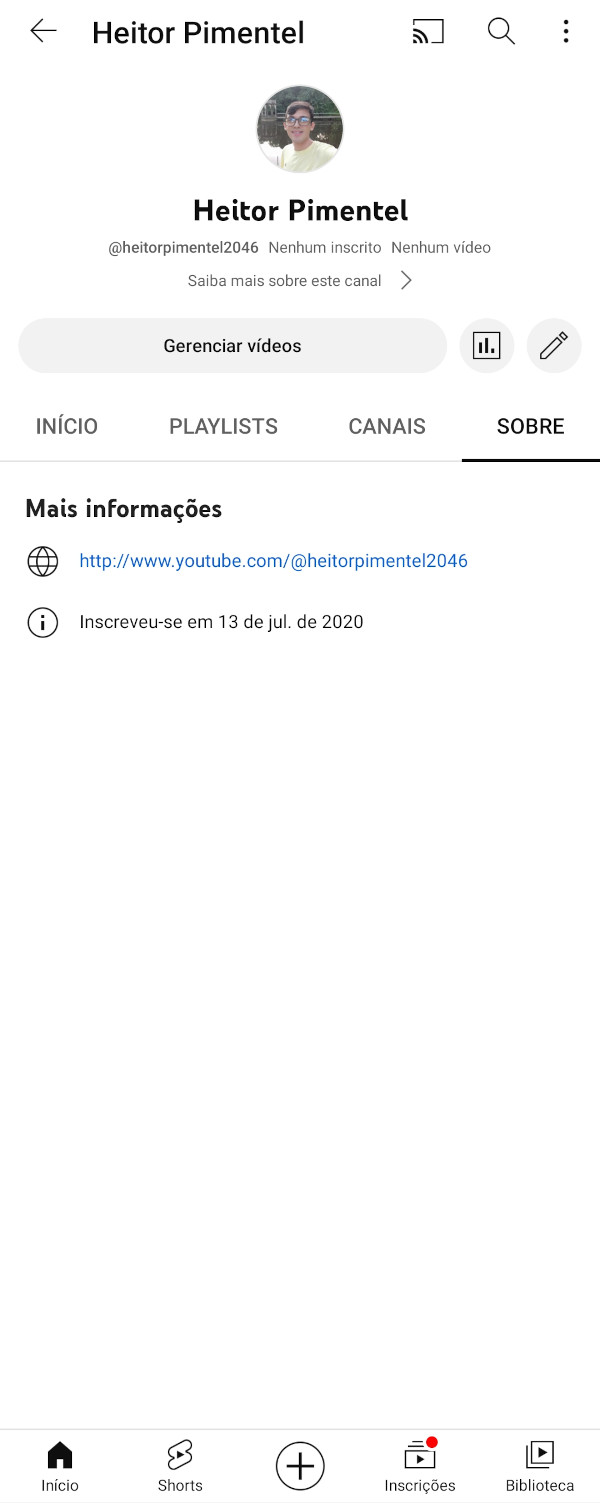 Heitor Pimentel
Heitor Pimentel
@heitorpimentel2046 Nenhum inscrito Nenhum vídeo
Saiba mais sobre este canal
Gerenciar vídeos
INÍCIO PLAYLISTS CANAIS SOBRE
Mais informações
http://www.youtube.com/@heitorpimentel2046
Inscreveu-se em 13 de jul. de 2020
Início Shorts Inscrições Biblioteca